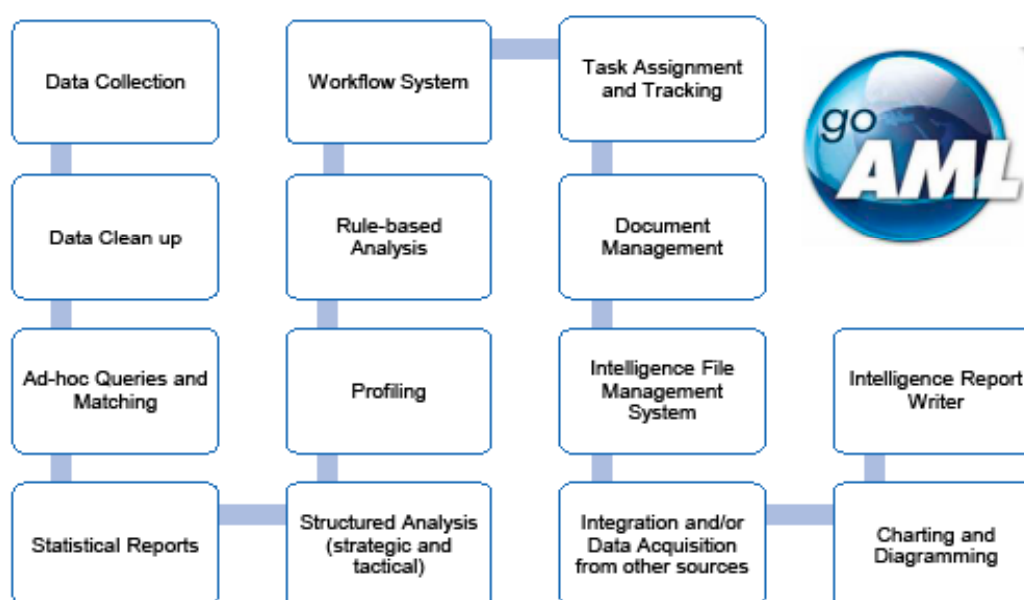 Data Collection
Data Clean up
Ad-hoc Queries and
Matching
Statistical Reports
Structured Analysis
(strategic and
tactical)
Profiling
Rule-based
Analysis
Workflow System
Task Assignment
and Tracking
Document
Management
Intelligence File
Management
System
Integration and/or
Data Acquisition
from other sources
Charting and
Diagramming
Intelligence Report
Writer
go
AML